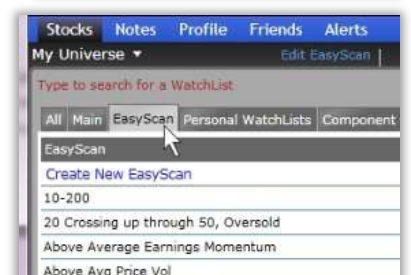 Stocks Notes Profile Friends Alerts
My Universe ▼ Edit EasyScan |
Type to search for a WatchList
All Main EasyScan Personal WatchLists Component
EasyScan
Create New EasyScan
10-200
20 Crossing up through 50, Oversold
Above Average Earnings Momentum
Above Avg Price Vol